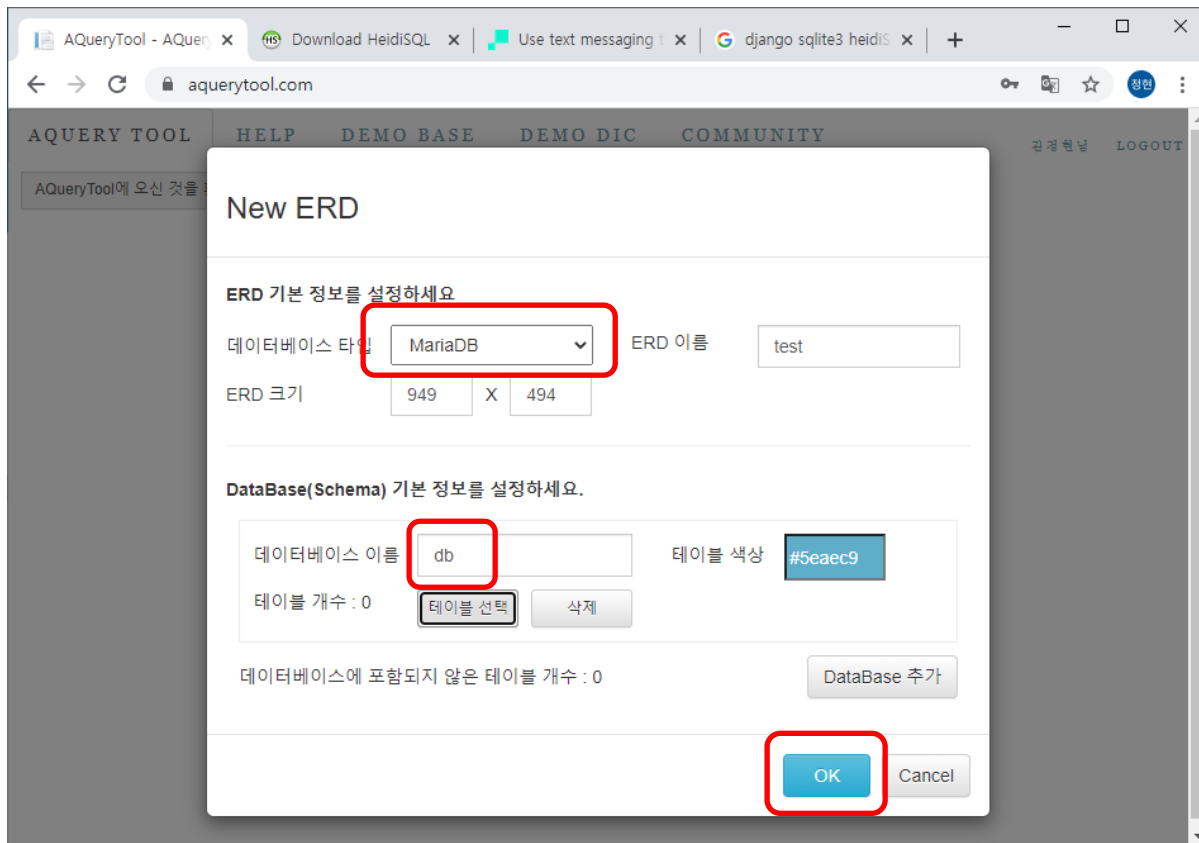 AQueryTool - AQuery
Download HeidiSQL
Use text messaging t
django sqlite3 heidiS
aquerytool.com
정현
AQUERY TOOL HELP DEMO BASE DEMO DIC COMMUNITY
LOGOUT
AQueryTool에 오신 것을
New ERD
ERD 기본 정보를 설정하세요
데이터베이스 타입 MariaDB ERD 이름 test
ERD 크기 949 X 494
DataBase(Schema) 기본 정보를 설정하세요.
데이터베이스 이름 db 테이블 색상 #5eaec9
테이블 개수 : 0 테이블 선택 삭제
데이터베이스에 포함되지 않은 테이블 개수 : 0 DataBase 추가
OK Cancel